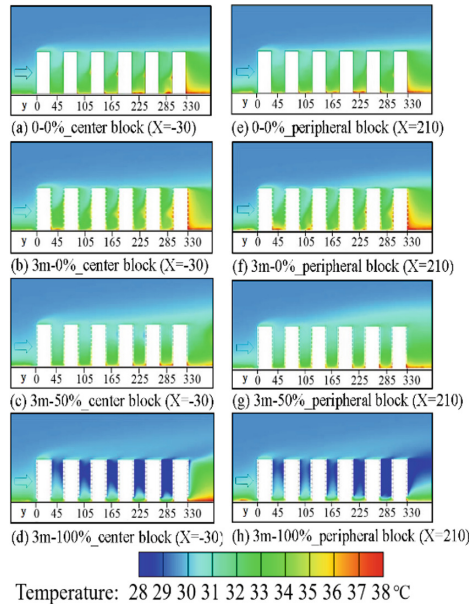 y 0 45 105 165 225 285 330
y 0 45 105 165 225 285 330
(a) 0-0%_center block (X=-30)
(e) 0-0%_peripheral block (X=210)
y 0 45 105 165 225 285 330
y 0 45 105 165 225 285 330
(b) 3m-0%_center block (X=-30)
(f) 3m-0%_peripheral block (X=210)
y 0 45 105 165 225 285 330
y 0 45 105 165 225 285 330
(c) 3m-50%_center block (X=-30)
(g) 3m-50%_peripheral block (X=210)
y 0 45 105 165 225 285 330
y 0 45 105 165 225 285 330
(d) 3m-100%_center block (X=-30)
(h) 3m-100%_peripheral block (X=210)
Temperature: 28 29 30 31 32 33 34 35 36 37 38 ℃